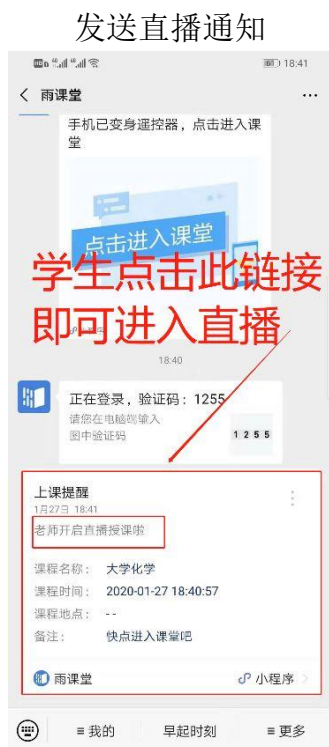 发送直播通知
18:41
雨课堂
手机已变身遥控器，点击进入课
堂
点击进入课堂
学生点击此链接
即可进入直播
小程序
18:40
正在登录，验证码：1255
请您在电脑端输入
图中验证码
1 2 5 5
上课提醒
1月27日 18:41
老师开启直播授课啦
课程名称： 大学化学
课程时间： 2020-01-27 18:40:57
课程地点： --
备注： 快点进入课堂吧
雨课堂
小程序
我的
早起时刻
更多